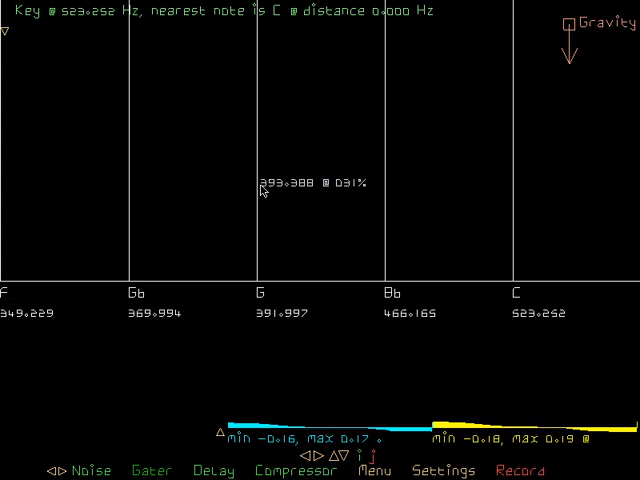 Key @ 523.252 Hz, nearest note is C @ distance 0.000 Hz
Gravity
393.388 @ 031%
F Gb G Bb C
349.229 369.994 391.997 466.165 523.252
min -0.16, max 0.17 . min -0.18, max 0.19 @
i j
Noise Gater Delay Compressor Menu Settings Record